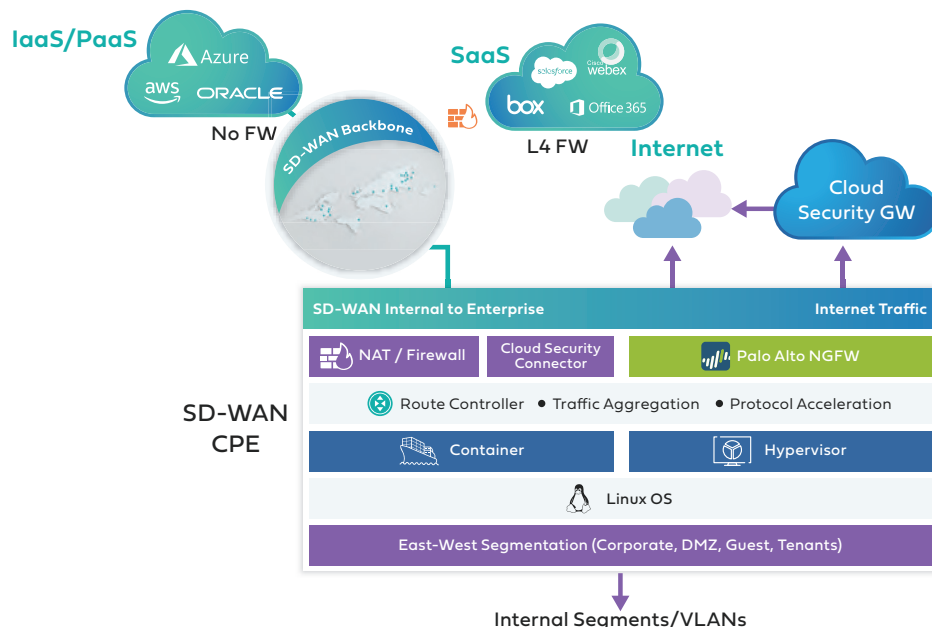 IaaS/PaaS
Azure
aws
ORACLE
No FW
SaaS
salesforce
Cisco
webex
box
Office 365
L4 FW
SD-WAN Backbone
Internet
Cloud
Security GW
SD-WAN Internal to Enterprise
Internet Traffic
NAT / Firewall
Cloud Security
Connector
Palo Alto NGFW
Route Controller • Traffic Aggregation • Protocol Acceleration
SD-WAN
CPE
Container
Hypervisor
Linux OS
East-West Segmentation (Corporate, DMZ, Guest, Tenants)
Internal Segments/VLANs